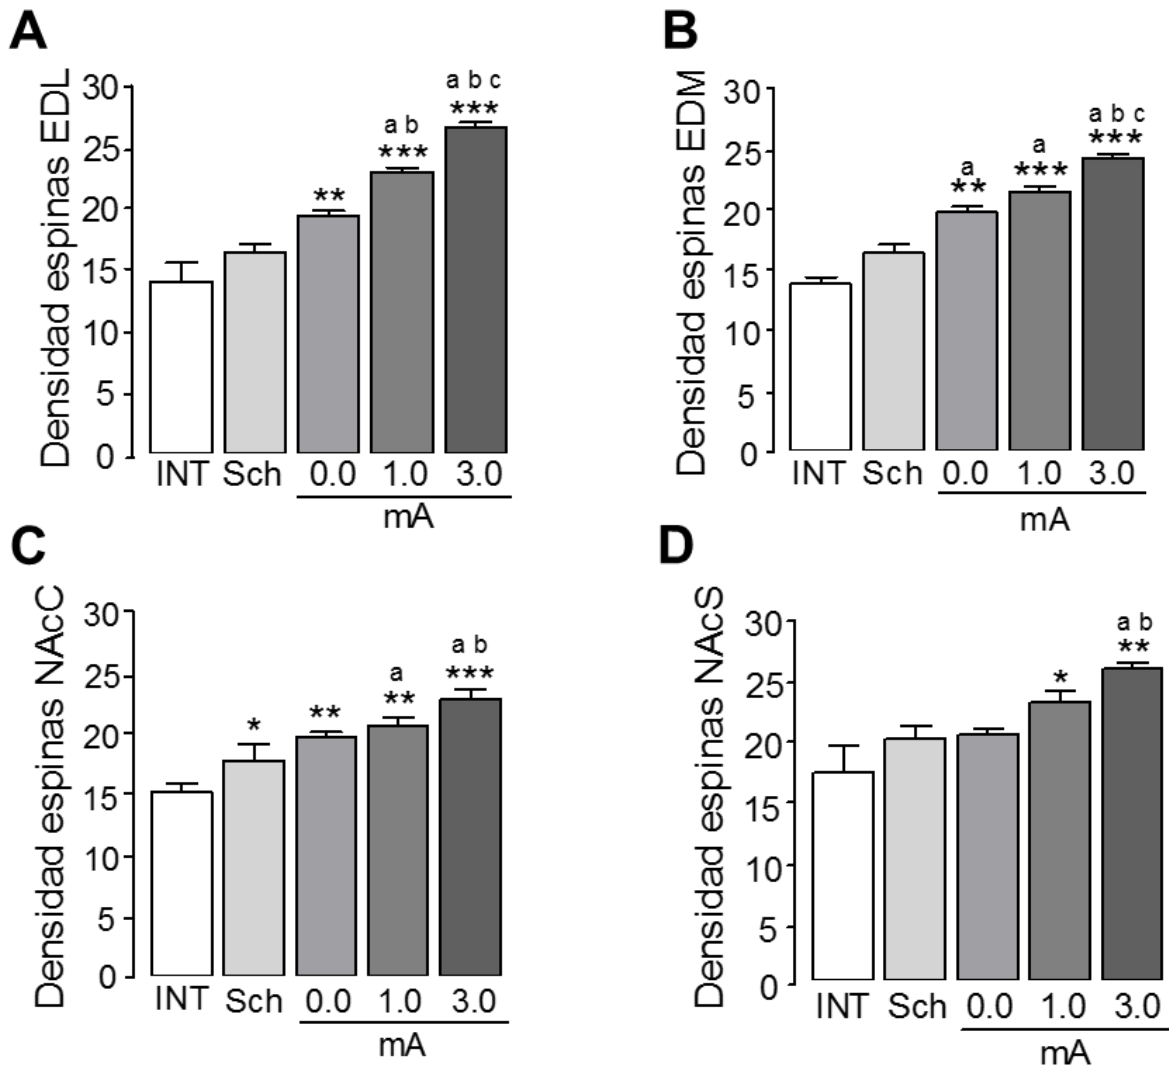 A
Densidad espinas EDL
30
25
20
15
10
5
0
a b c
***
a b
***
**
INT Sch 0.0 1.0 3.0
mA
B
Densidad espinas EDM
30
25
20
15
10
5
0
a b c
***
a
***
a
**
INT Sch 0.0 1.0 3.0
mA
C
Densidad espinas NAcC
30
25
20
15
10
5
0
a b
***
a
**
**
*
INT Sch 0.0 1.0 3.0
mA
D
Densidad espinas NAcS
30
25
20
15
10
5
0
a b
**
*
INT Sch 0.0 1.0 3.0
mA